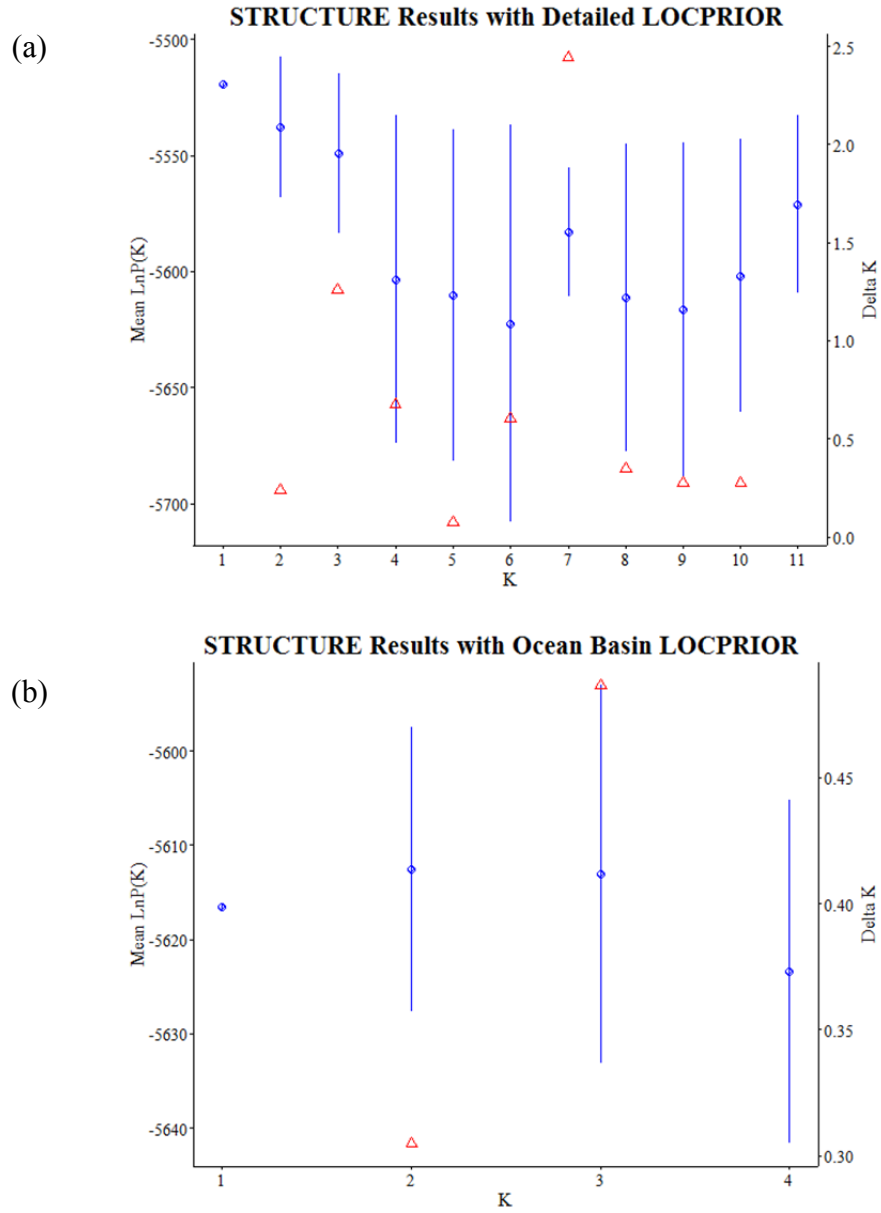 (a)
STRUCTURE Results with Detailed LOCPRIOR
-5500
-5550
-5600
-5650
-5700
Mean LnP(K)
2.5
2.0
1.5
1.0
0.5
0.0
Delta K
1 2 3 4 5 6 7 8 9 10 11
K
(b)
STRUCTURE Results with Ocean Basin LOCPRIOR
-5600
-5610
-5620
-5630
-5640
Mean LnP(K)
0.45
0.40
0.35
0.30
Delta K
1 2 3 4
K